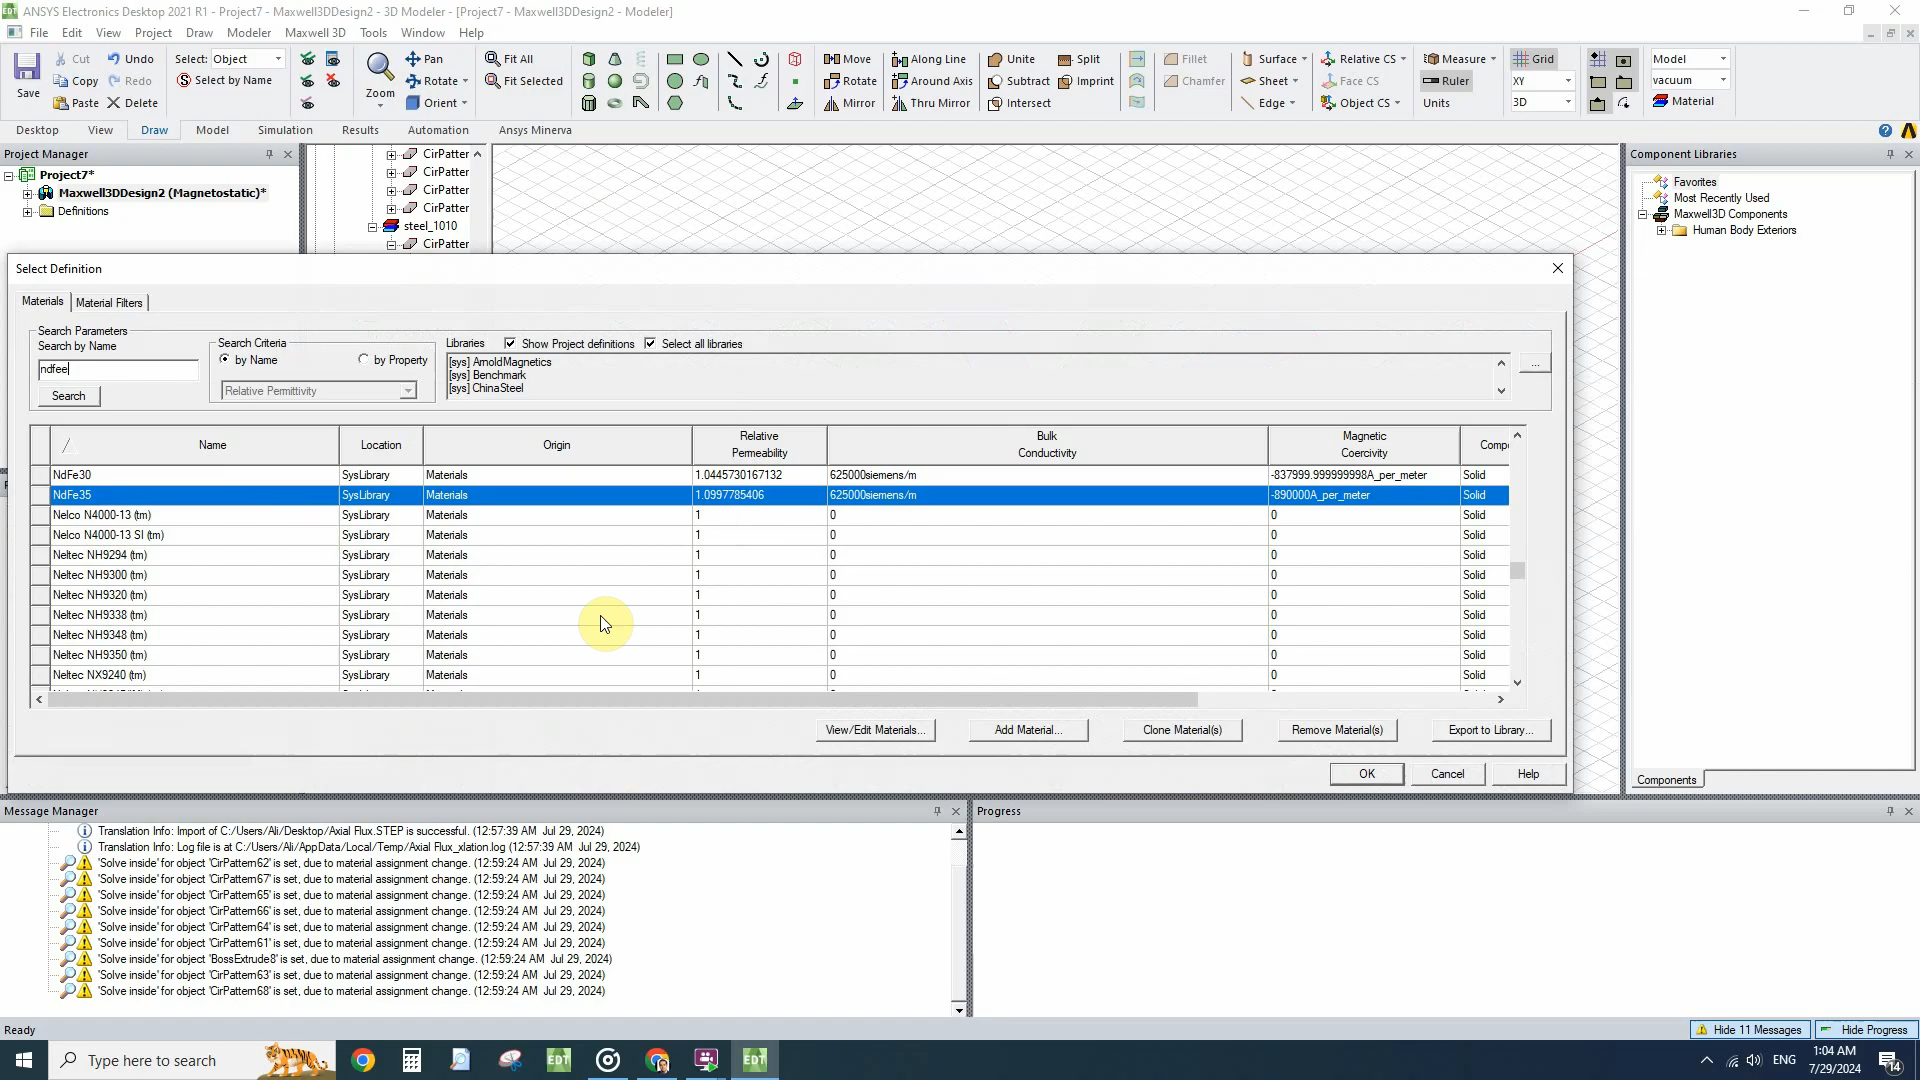 ANSYS Electronics Desktop 2021 R1 - Project7 - Maxwell3DDesign2 - 3D Modeler - [Project7 - Maxwell3DDesign2 - Modeler]
File Edit View Project Draw Modeler Maxwell 3D Tools Window Help
Save
Cut Undo
Copy Redo
Paste Delete
Select: Object
Select by Name
Zoom
Pan
Rotate
Orient
Fit All
Fit Selected
Move Along Line
Rotate Around Axis
Mirror Thru Mirror
Unite Split
Subtract Imprint
Intersect
Fillet
Chamfer
Surface
Sheet
Edge
Relative CS
Face CS
Object CS
Measure
Ruler
Units
Grid
XY
3D
Model
vacuum
Material
Desktop View Draw Model Simulation Results Automation Ansys Minerva
Project Manager
Project7*
Maxwell3DDesign2 (Magnetostatic)*
Definitions
CirPatter
CirPatter
CirPatter
CirPatter
steel_1010
CirPatter
Component Libraries
Favorites
Most Recently Used
Maxwell3D Components
Human Body Exteriors
Components
Select Definition
Materials Material Filters
Search Parameters
Search by Name
ndfee
Search
Search Criteria
by Name by Property
Relative Permittivity
Libraries Show Project definitions Select all libraries
[sys] ArnoldMagnetics
[sys] Benchmark
[sys] ChinaSteel
...
Name Location Origin Relative Permeability Bulk Conductivity Magnetic Coercivity Compo
NdFe30 SysLibrary Materials 1.0445730167132 625000siemens/m -837999.999999998A_per_meter Solid
NdFe35 SysLibrary Materials 1.0997785406 625000siemens/m -890000A_per_meter Solid
Nelco N4000-13 (tm) SysLibrary Materials 1 0 0 Solid
Nelco N4000-13 SI (tm) SysLibrary Materials 1 0 0 Solid
Neltec NH9294 (tm) SysLibrary Materials 1 0 0 Solid
Neltec NH9300 (tm) SysLibrary Materials 1 0 0 Solid
Neltec NH9320 (tm) SysLibrary Materials 1 0 0 Solid
Neltec NH9338 (tm) SysLibrary Materials 1 0 0 Solid
Neltec NH9348 (tm) SysLibrary Materials 1 0 0 Solid
Neltec NH9350 (tm) SysLibrary Materials 1 0 0 Solid
Neltec NX9240 (tm) SysLibrary Materials 1 0 0 Solid
View/Edit Materials... Add Material... Clone Material(s) Remove Material(s) Export to Library...
OK Cancel Help
Message Manager
Translation Info: Import of C:/Users/Ali/Desktop/Axial Flux.STEP is successful. (12:57:39 AM Jul 29, 2024)
Translation Info: Log file is at C:/Users/Ali/AppData/Local/Temp/Axial Flux_xlation.log (12:57:39 AM Jul 29, 2024)
'Solve inside' for object 'CirPattern62' is set, due to material assignment change. (12:59:24 AM Jul 29, 2024)
'Solve inside' for object 'CirPattern67' is set, due to material assignment change. (12:59:24 AM Jul 29, 2024)
'Solve inside' for object 'CirPattern65' is set, due to material assignment change. (12:59:24 AM Jul 29, 2024)
'Solve inside' for object 'CirPattern66' is set, due to material assignment change. (12:59:24 AM Jul 29, 2024)
'Solve inside' for object 'CirPattern64' is set, due to material assignment change. (12:59:24 AM Jul 29, 2024)
'Solve inside' for object 'CirPattern61' is set, due to material assignment change. (12:59:24 AM Jul 29, 2024)
'Solve inside' for object 'BossExtrude8' is set, due to material assignment change. (12:59:24 AM Jul 29, 2024)
'Solve inside' for object 'CirPattern63' is set, due to material assignment change. (12:59:24 AM Jul 29, 2024)
'Solve inside' for object 'CirPattern68' is set, due to material assignment change. (12:59:24 AM Jul 29, 2024)
Progress
Ready
Hide 11 Messages Hide Progress
Type here to search
EDT
EDT
ENG
1:04 AM
7/29/2024
14